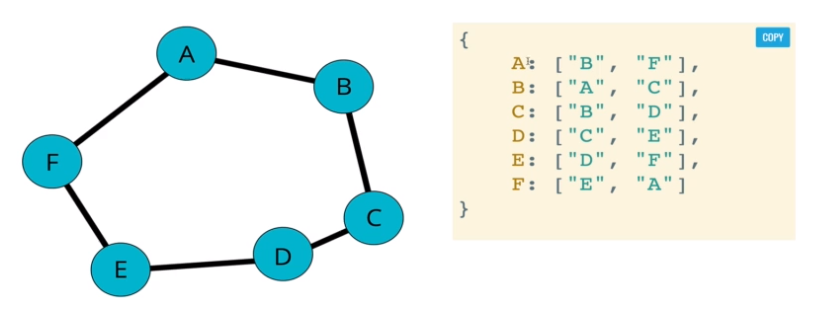 A
B
F
C
D
E
COPY
{
A: ["B", "F"],
B: ["A", "C"],
C: ["B", "D"],
D: ["C", "E"],
E: ["D", "F"],
F: ["E", "A"]
}